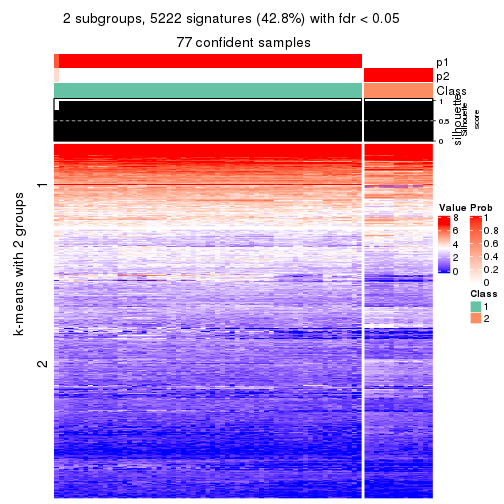 2 subgroups, 5222 signatures (42.8%) with fdr < 0.05
77 confident samples
p1
p2
Class
1
0.5
0
silhouette
Silhouette
score
k-means with 2 groups
1
2
Value
8
6
4
2
0
Prob
1
0.8
0.6
0.4
0.2
0
Class
1
2